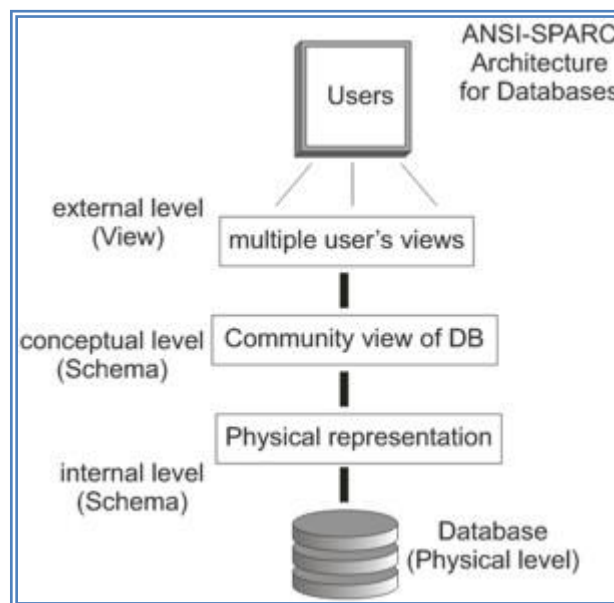 ANSI-SPARC
Architecture
for Databases
Users
external level
(View)
multiple user's views
conceptual level
(Schema)
Community view of DB
Physical representation
internal level
(Schema)
Database
(Physical level)